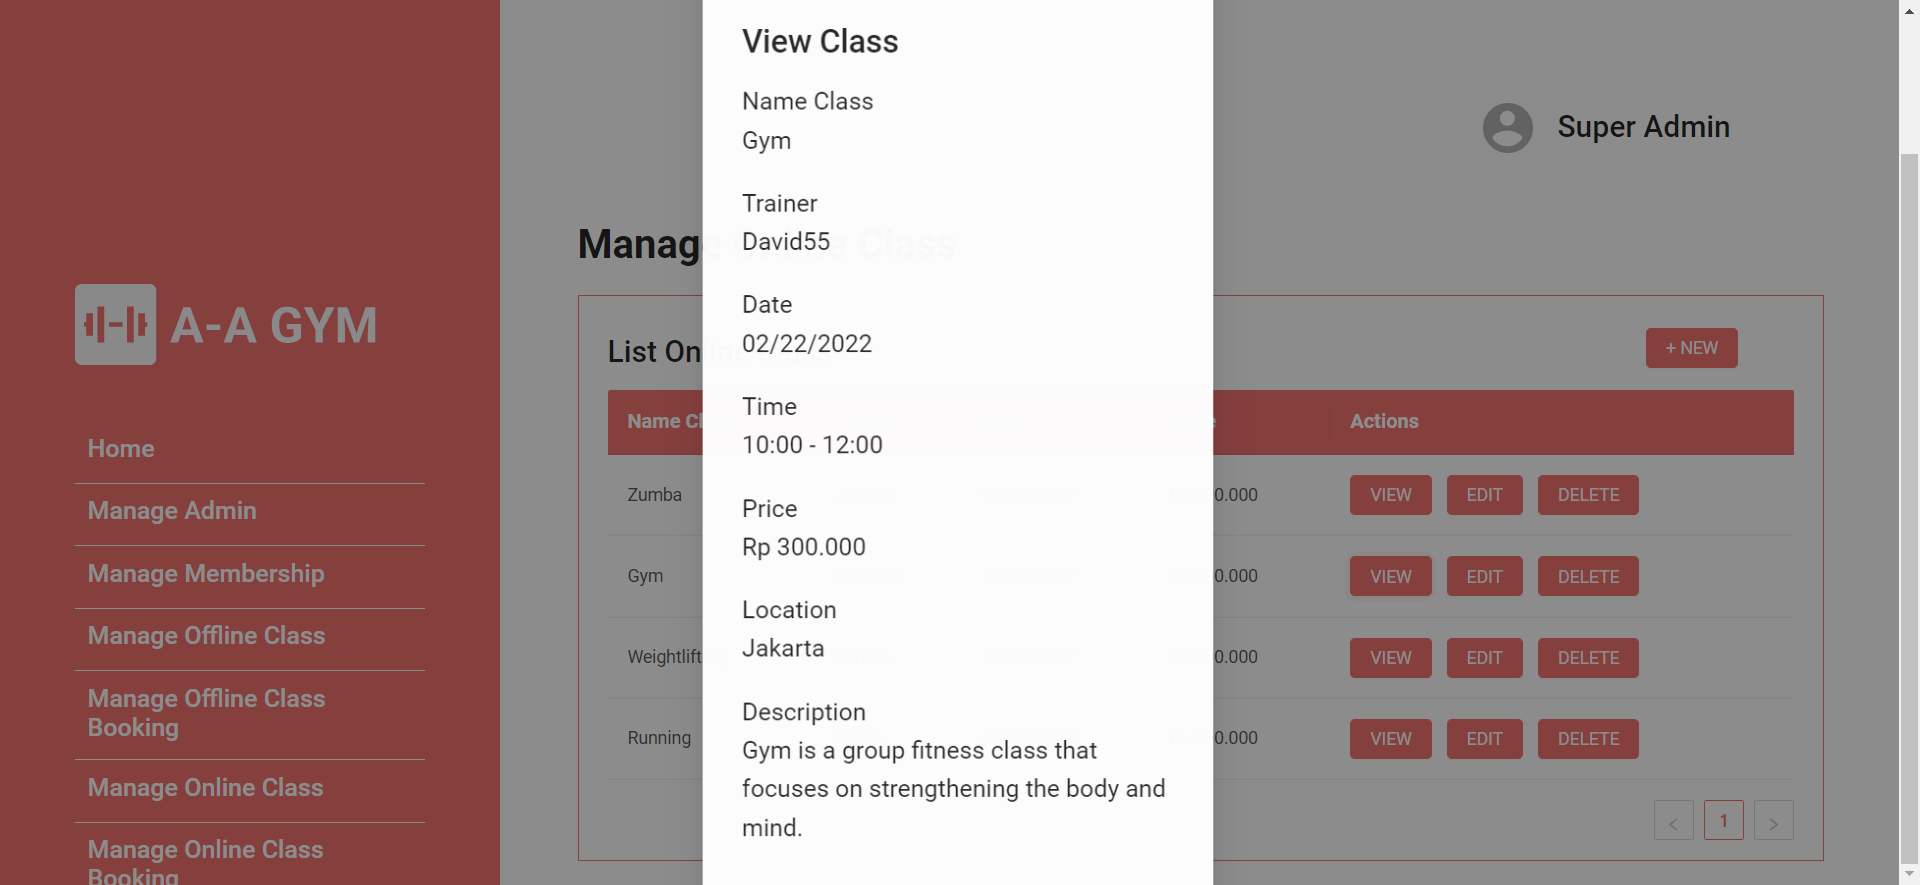 A-A GYM
Home
Manage Admin
Manage Membership
Manage Offline Class
Manage Offline Class
Booking
Manage Online Class
Manage Online Class
Booking
Super Admin
Manage Online Class
List Online
+ NEW
Name Cl
Actions
Zumba
0.000
VIEW EDIT DELETE
Gym
0.000
VIEW EDIT DELETE
Weightlift
0.000
VIEW EDIT DELETE
Running
0.000
VIEW EDIT DELETE
< 1 >
View Class
Name Class
Gym
Trainer
David55
Date
02/22/2022
Time
10:00 - 12:00
Price
Rp 300.000
Location
Jakarta
Description
Gym is a group fitness class that
focuses on strengthening the body and
mind.